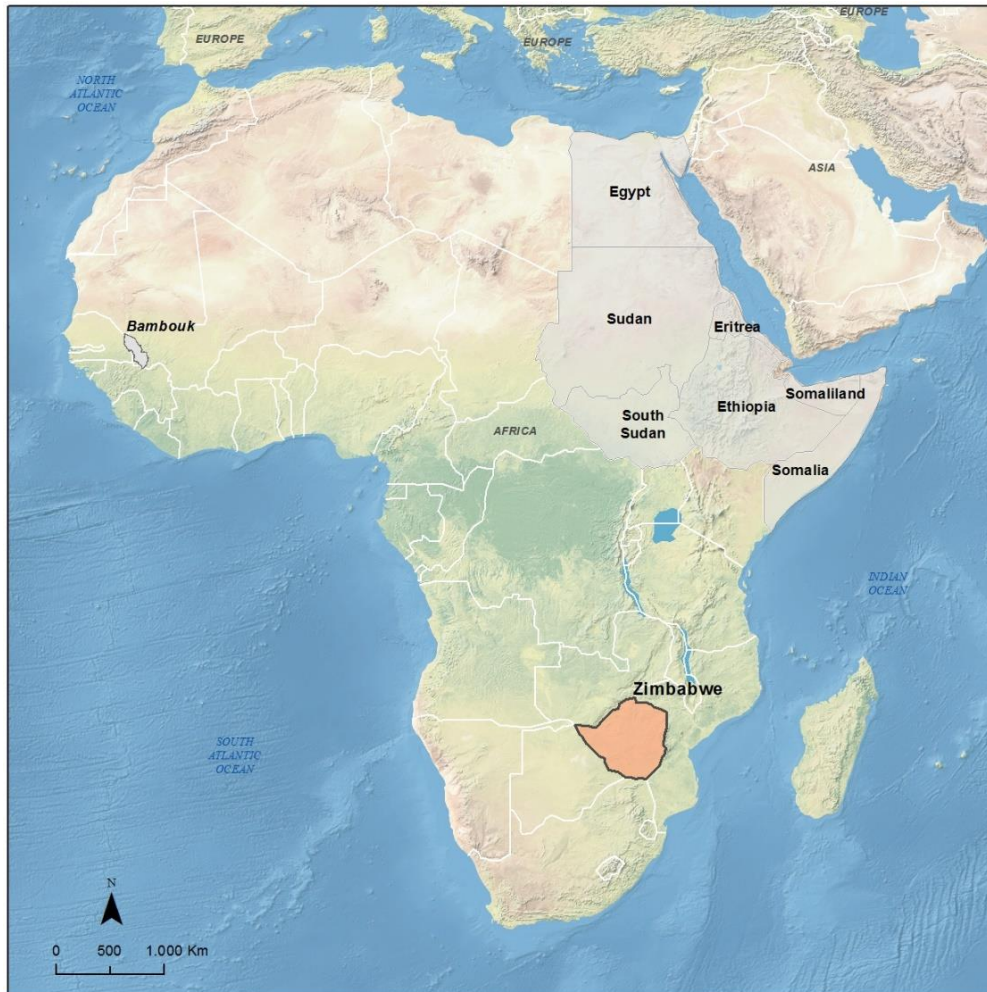 EUROPE
EUROPE
EUROPE
NORTH
ATLANTIC
OCEAN
ASIA
Egypt
Sudan
Eritrea
Bambouk
Somaliland
Ethiopia
South
Sudan
AFRICA
Somalia
INDIAN
OCEAN
Zimbabwe
SOUTH
ATLANTIC
OCEAN
N
0 500 1.000 Km